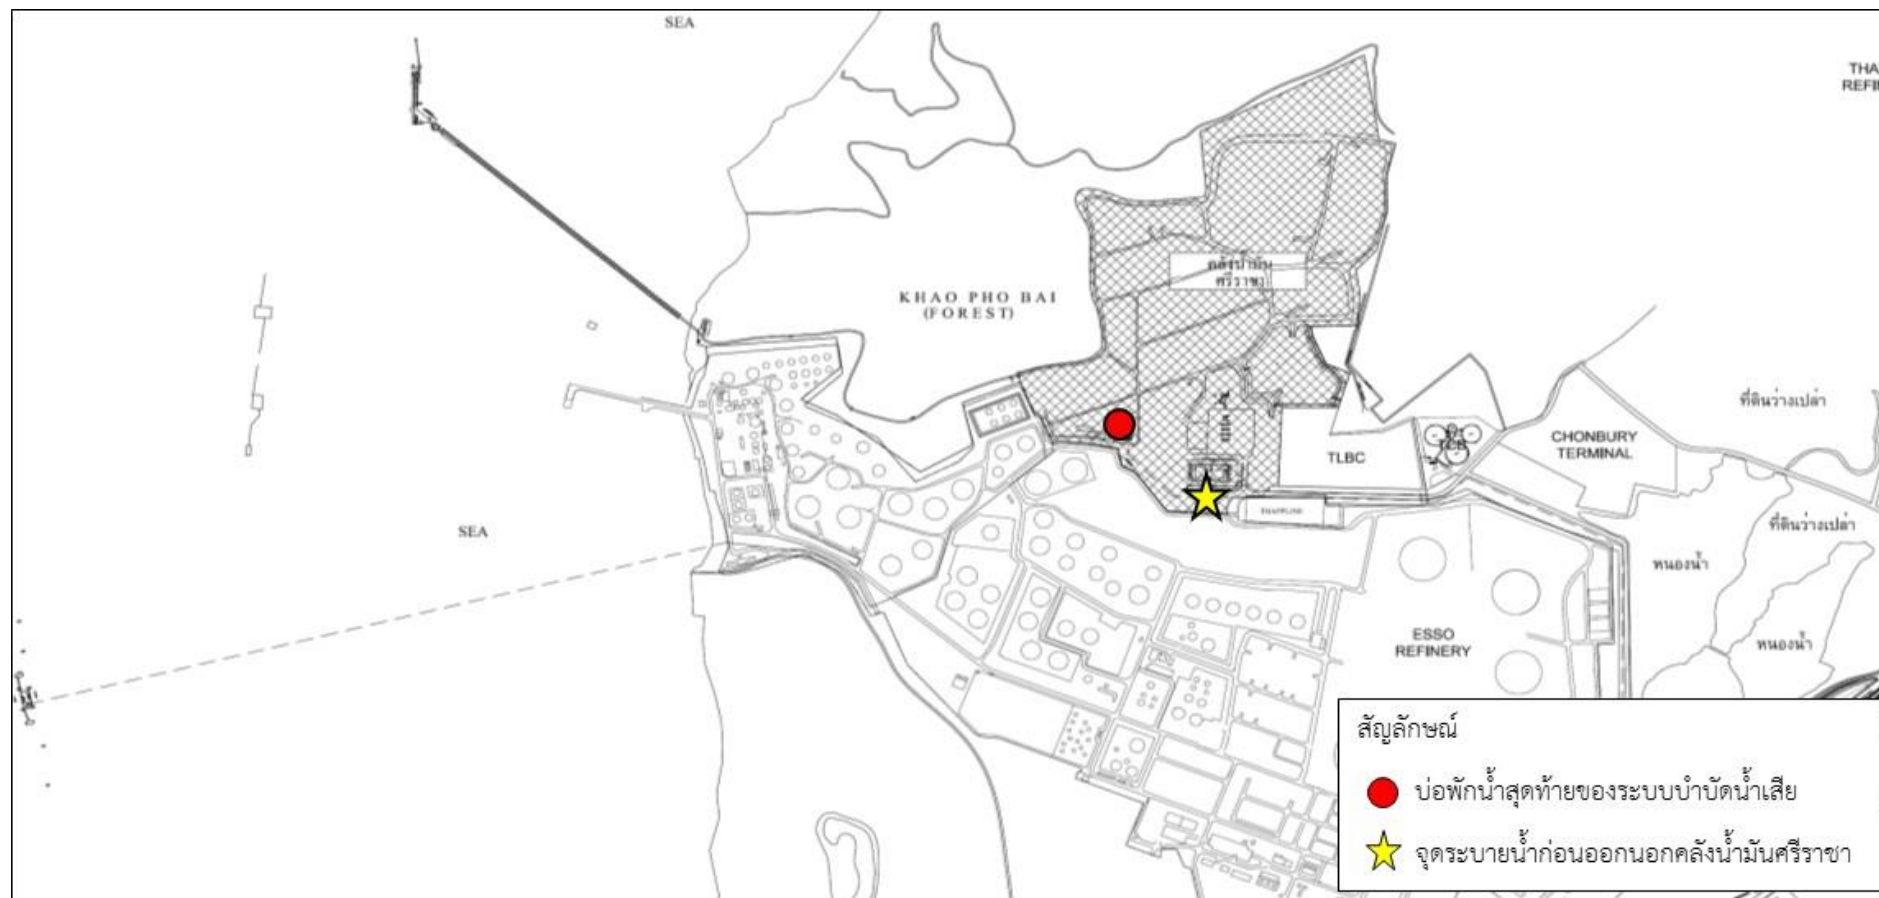 SEA
THA
REFI
คลังน้ำมัน
ศรีราชา
KHAO PHO BAI
(FOREST)
ที่ดินว่างเปล่า
CHONBURY
TERMINAL
TLBC
SEA
ที่ดินว่างเปล่า
หนองน้ำ
ESSO
REFINERY
หนองน้ำ
สัญลักษณ์
บ่อพักน้ำสุดท้ายของระบบบำบัดน้ำเสีย
จุดระบายน้ำก่อนออกนอกคลังน้ำมันศรีราชา